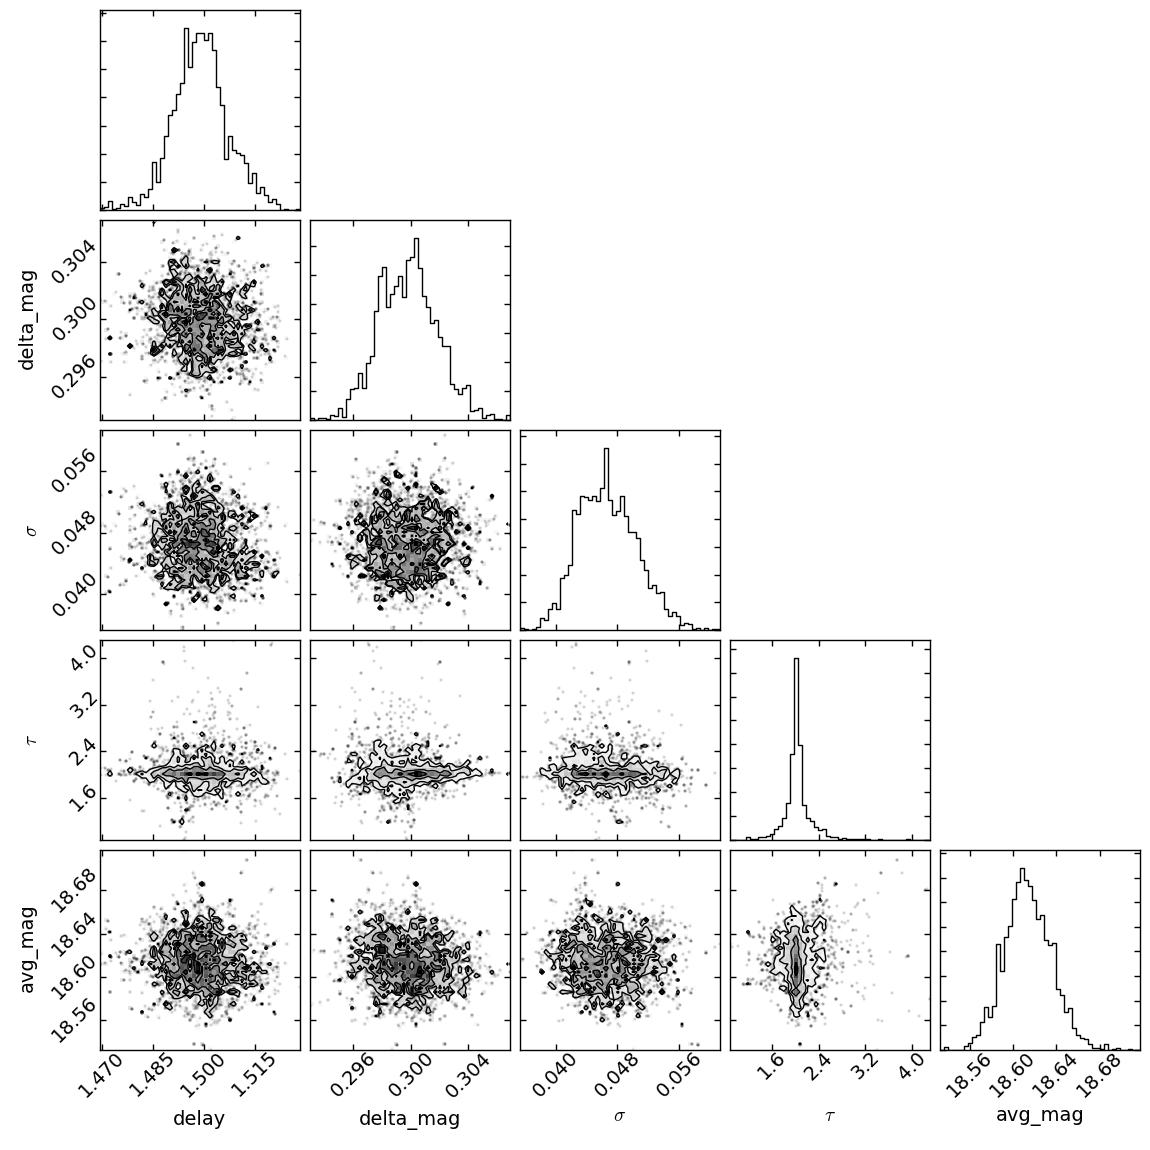 delta_mag
0.304
0.300
0.296
σ
0.056
0.048
0.040
τ
4.0
3.2
2.4
1.6
avg_mag
18.68
18.64
18.60
18.56
1.470 1.485 1.500 1.515
0.296 0.300 0.304
0.040 0.048 0.056
1.6 2.4 3.2 4.0
18.56 18.60 18.64 18.68
delay delta_mag σ τ avg_mag